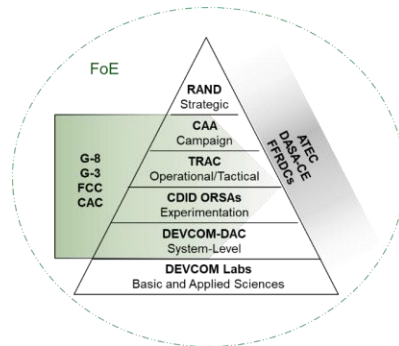 FoE
RAND
Strategic
CAA
Campaign
TRAC
Operational/Tactical
CDID ORSAs
Experimentation
DEVCOM-DAC
System-Level
DEVCOM Labs
Basic and Applied Sciences
G-8
G-3
FCC
CAC
ATEC
DASA-CE
FFRDCs